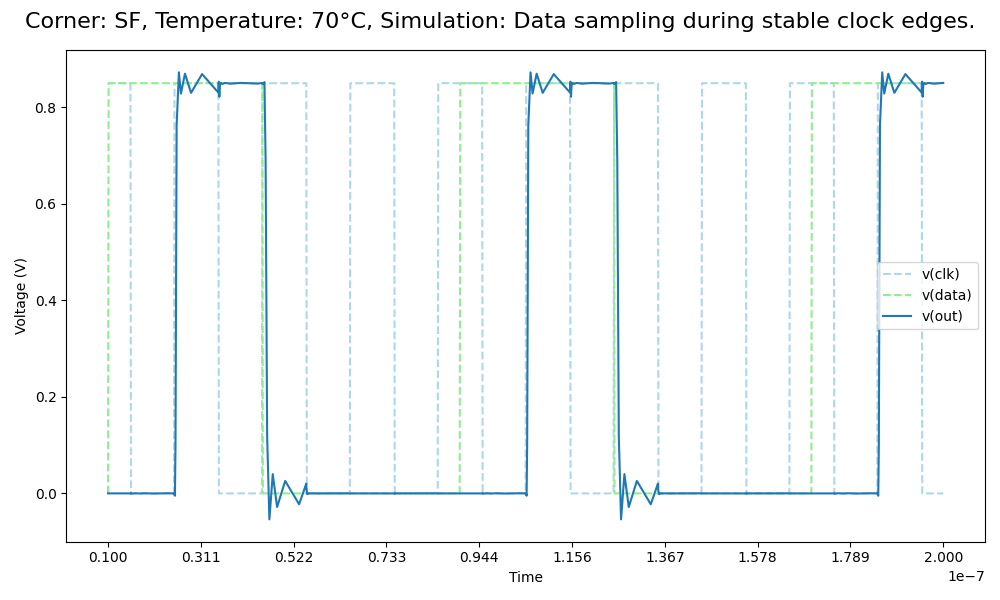 Corner: SF, Temperature: 70°C, Simulation: Data sampling during stable clock edges.
Voltage (V)
0.8
0.6
0.4
0.2
0.0
v(clk)
v(data)
v(out)
0.100 0.311 0.522 0.733 0.944 1.156 1.367 1.578 1.789 2.000
1e−7
Time